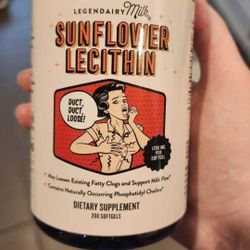 LEGENDAIRY Milk®
SUNFLOWER
LECITHIN
DUCT,
DUCT,
LOOSE!
1200 MG
PER
SOFTGEL
• May Loosen Existing Fatty Clogs and Support Milk Flow*
• Contains Naturally Occurring Phosphatidyl Choline*
DIETARY SUPPLEMENT
200 SOFTGELS